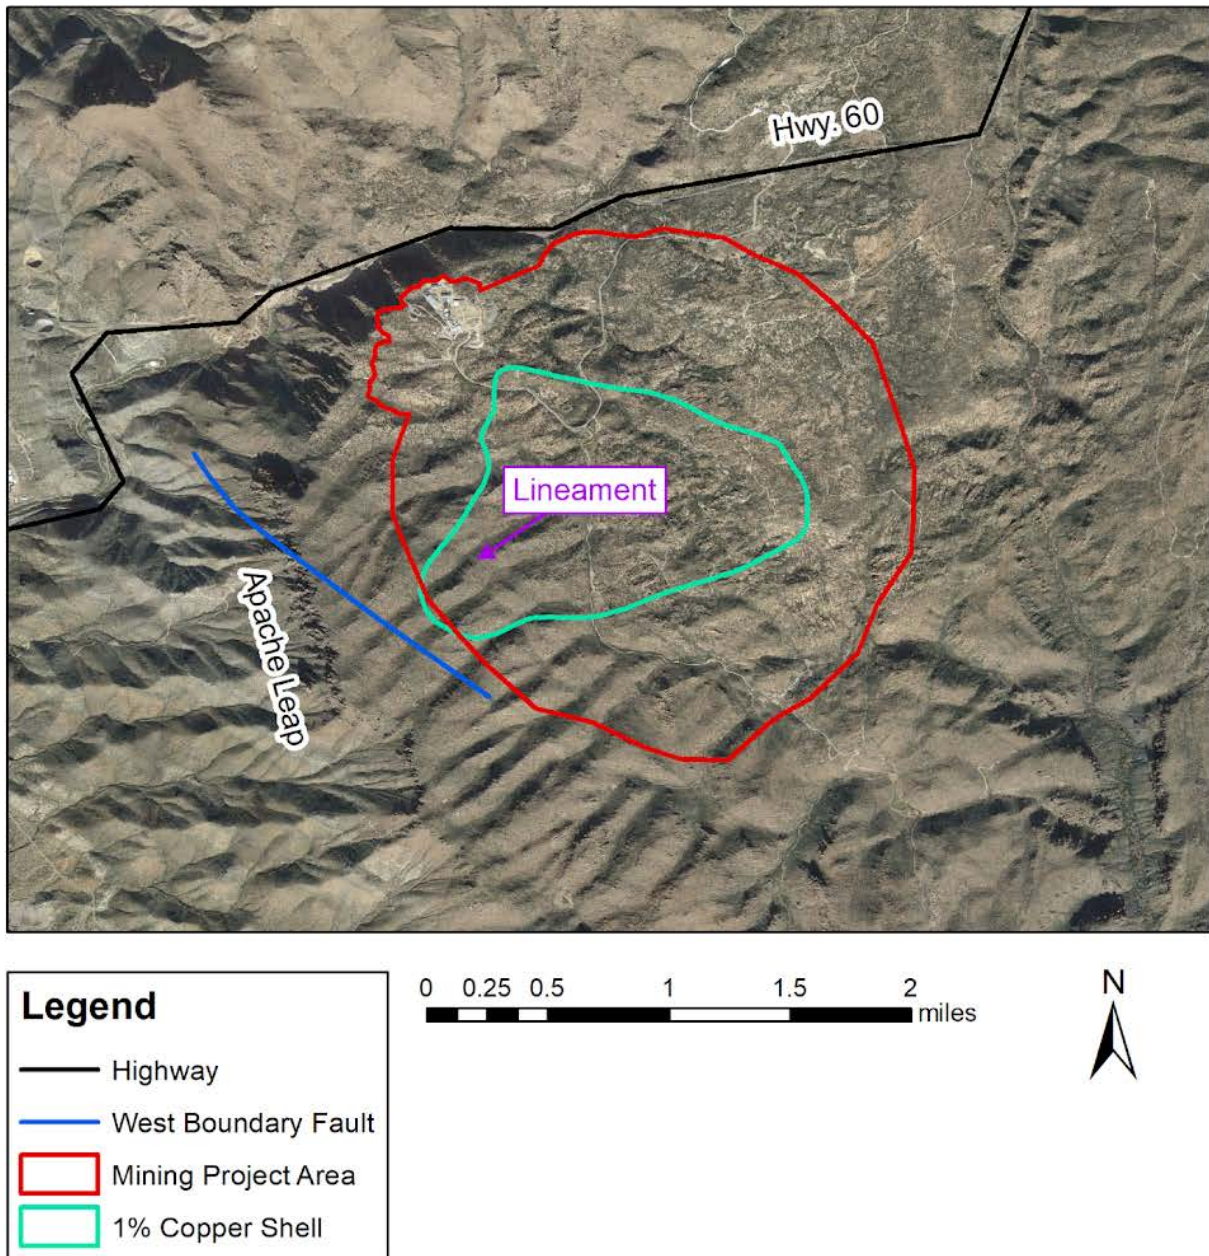 Hwy. 60
Lineament
Apache Leap
Legend
Highway
West Boundary Fault
Mining Project Area
1% Copper Shell
0 0.25 0.5 1 1.5 2
miles
N